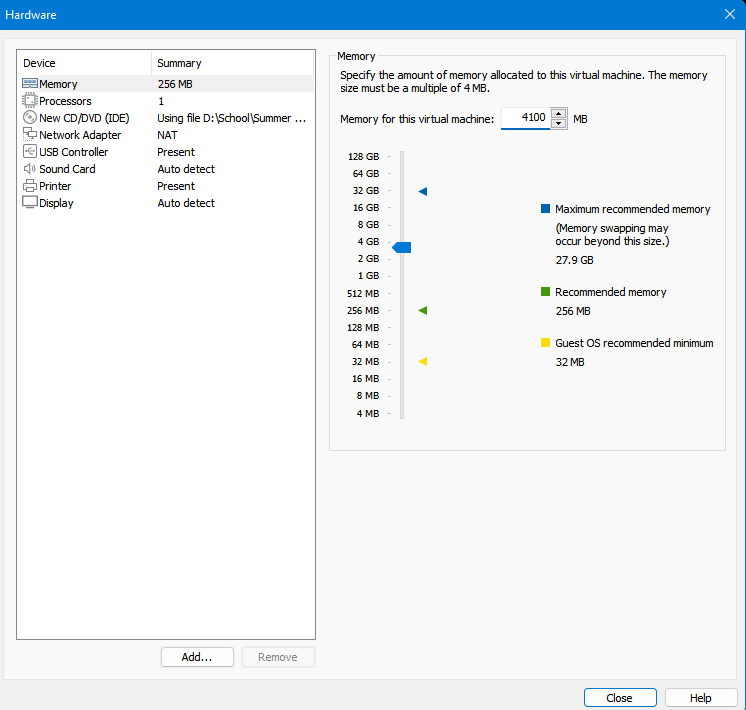 Hardware
Device Summary
Memory 256 MB
Processors 1
New CD/DVD (IDE) Using file D:\School\Summer ...
Network Adapter NAT
USB Controller Present
Sound Card Auto detect
Printer Present
Display Auto detect
Add...
Remove
Memory
Specify the amount of memory allocated to this virtual machine. The memory
size must be a multiple of 4 MB.
Memory for this virtual machine: 4100 MB
128 GB
64 GB
32 GB
16 GB
8 GB
4 GB
2 GB
1 GB
512 MB
256 MB
128 MB
64 MB
32 MB
16 MB
8 MB
4 MB
Maximum recommended memory
(Memory swapping may
occur beyond this size.)
27.9 GB
Recommended memory
256 MB
Guest OS recommended minimum
32 MB
Close
Help